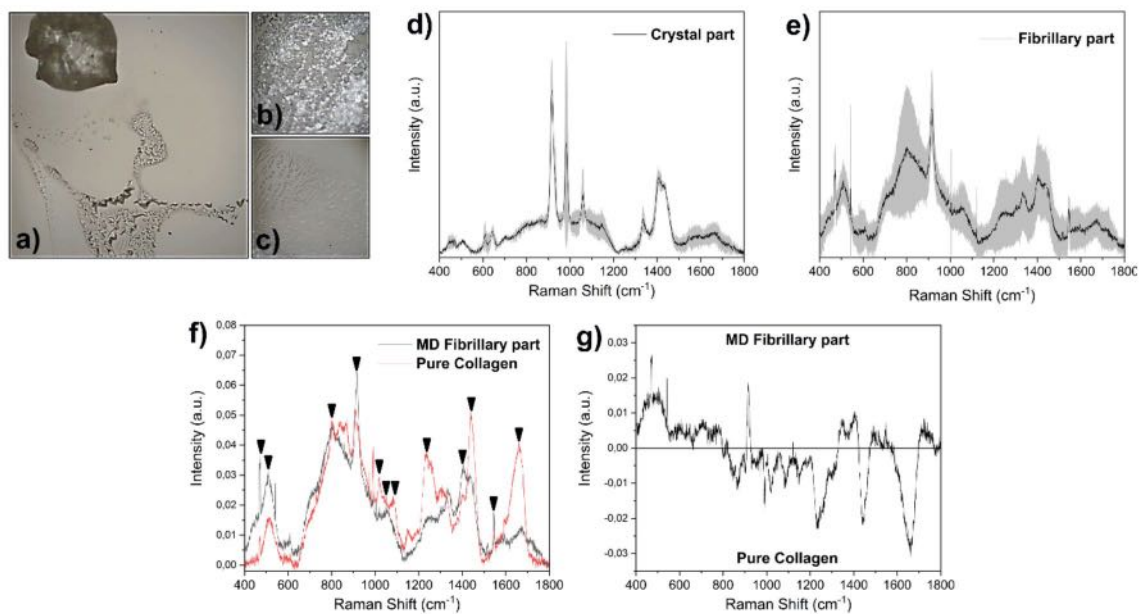 a)
b)
c)
d)
Crystal part
Intensity (a.u.)
400 600 800 1000 1200 1400 1600 1800
Raman Shift (cm-1)
e)
Fibrillary part
Intensity (a.u.)
400 600 800 1000 1200 1400 1600 1800
Raman Shift (cm-1)
f)
MD Fibrillary part
Pure Collagen
Intensity (a.u.)
0,08
0,07
0,06
0,05
0,04
0,03
0,02
0,01
0,00
400 600 800 1000 1200 1400 1600 1800
Raman Shift (cm-1)
g)
MD Fibrillary part
Intensity (a.u.)
0,03
0,02
0,01
0,00
-0,01
-0,02
-0,03
Pure Collagen
400 600 800 1000 1200 1400 1600 1800
Raman Shift (cm-1)